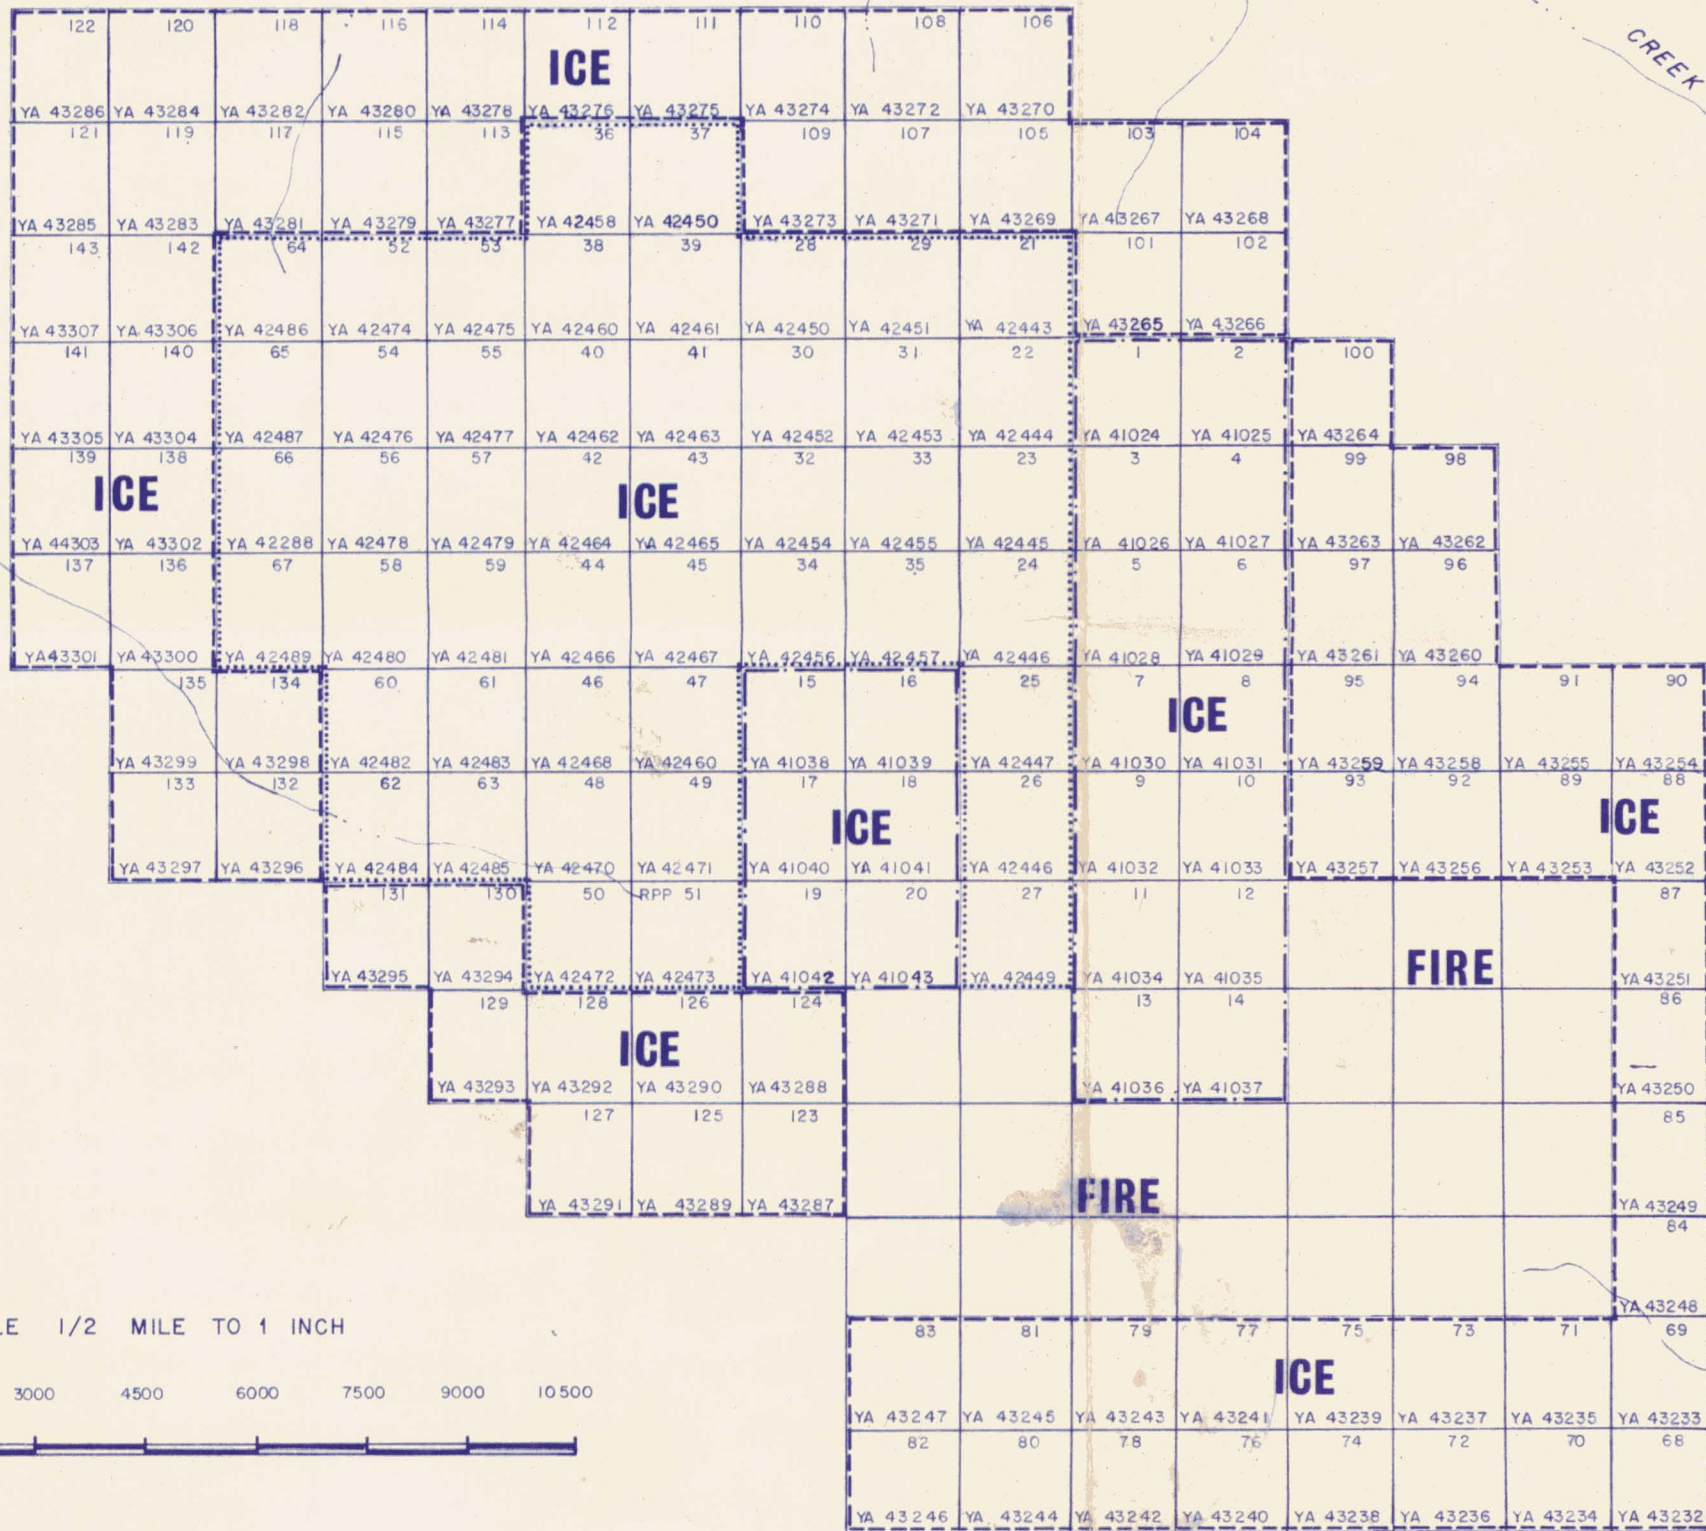 CREEK
122 120 118 116 114 112 111 110 108 106
ICE
YA 43286 YA 43284 YA 43282 YA 43280 YA 43278 YA 43276 YA 43275 YA 43274 YA 43272 YA 43270
121 119 117 115 113 36 37 109 107 105 103 104
YA 43285 YA 43283 YA 43281 YA 43279 YA 43277 YA 42458 YA 42450 YA 43273 YA 43271 YA 43269 YA 43267 YA 43268
143 142 64 52 53 38 39 28 29 21 101 102
YA 43307 YA 43306 YA 42486 YA 42474 YA 42475 YA 42460 YA 42461 YA 42450 YA 42451 YA 42443 YA 43265 YA 43266
141 140 65 54 55 40 41 30 31 22 1 2 100
YA 43305 YA 43304 YA 42487 YA 42476 YA 42477 YA 42462 YA 42463 YA 42452 YA 42453 YA 42444 YA 41024 YA 41025 YA 43264
139 138 66 56 57 42 43 32 33 23 3 4 99 98
ICE ICE
YA 44303 YA 43302 YA 42288 YA 42478 YA 42479 YA 42464 YA 42465 YA 42454 YA 42455 YA 42445 YA 41026 YA 41027 YA 43263 YA 43262
137 136 67 58 59 44 45 34 35 24 5 6 97 96
YA 43301 YA 43300 YA 42489 YA 42480 YA 42481 YA 42466 YA 42467 YA 42456 YA 42457 YA 42446 YA 41028 YA 41029 YA 43261 YA 43260
135 134 60 61 46 47 15 16 25 7 8 95 94 91 90
ICE
YA 43299 YA 43298 YA 42482 YA 42483 YA 42468 YA 42460 YA 41038 YA 41039 YA 42447 YA 41030 YA 41031 YA 43259 YA 43258 YA 43255 YA 43254
133 132 62 63 48 49 17 18 26 9 10 93 92 89 88
ICE ICE
YA 43297 YA 43296 YA 42484 YA 42485 YA 42470 YA 42471 YA 41040 YA 41041 YA 42446 YA 41032 YA 41033 YA 43257 YA 43256 YA 43253 YA 43252
131 130 50 RPP 51 19 20 27 11 12 87
FIRE
YA 43295 YA 43294 YA 42472 YA 42473 YA 41042 YA 41043 YA 42449 YA 41034 YA 41035 YA 43251
129 128 126 124 13 14 86
ICE
YA 43293 YA 43292 YA 43290 YA 43288 YA 41036 YA 41037 YA 43250
127 125 123 85
FIRE
YA 43291 YA 43289 YA 43287 YA 43249
84
YA 43248
LE 1/2 MILE TO 1 INCH
83 81 79 77 75 73 71 69
ICE
3000 4500 6000 7500 9000 10500
YA 43247 YA 43245 YA 43243 YA 43241 YA 43239 YA 43237 YA 43235 YA 43233
82 80 78 76 74 72 70 68
YA 43246 YA 43244 YA 43242 YA 43240 YA 43238 YA 43236 YA 43234 YA 43232